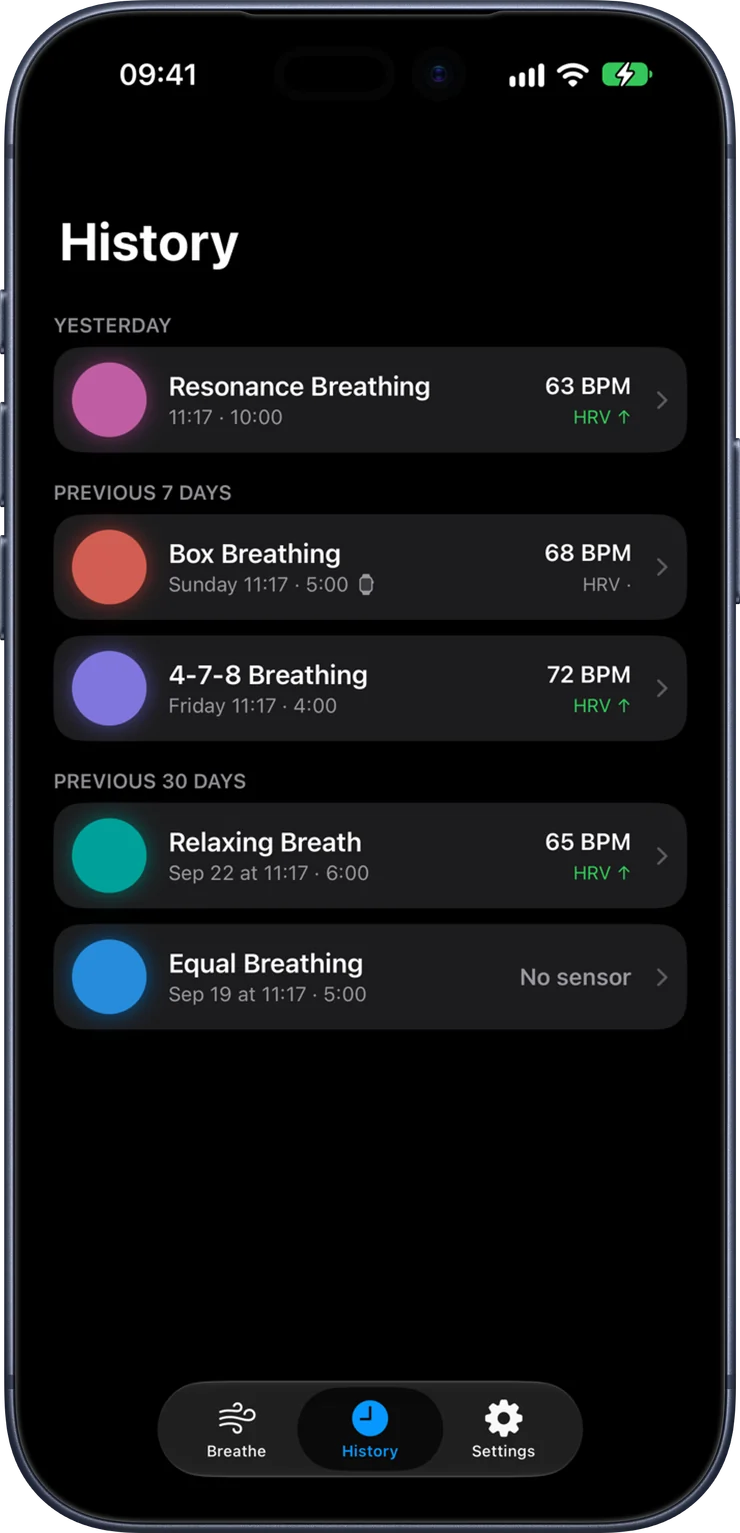 09:41
History
YESTERDAY
Resonance Breathing
63 BPM
11:17 · 10:00
HRV ↑
PREVIOUS 7 DAYS
Box Breathing
68 BPM
Sunday 11:17 · 5:00
HRV ·
4-7-8 Breathing
72 BPM
Friday 11:17 · 4:00
HRV ↑
PREVIOUS 30 DAYS
Relaxing Breath
65 BPM
Sep 22 at 11:17 · 6:00
HRV ↑
Equal Breathing
No sensor
Sep 19 at 11:17 · 5:00
Breathe
History
Settings